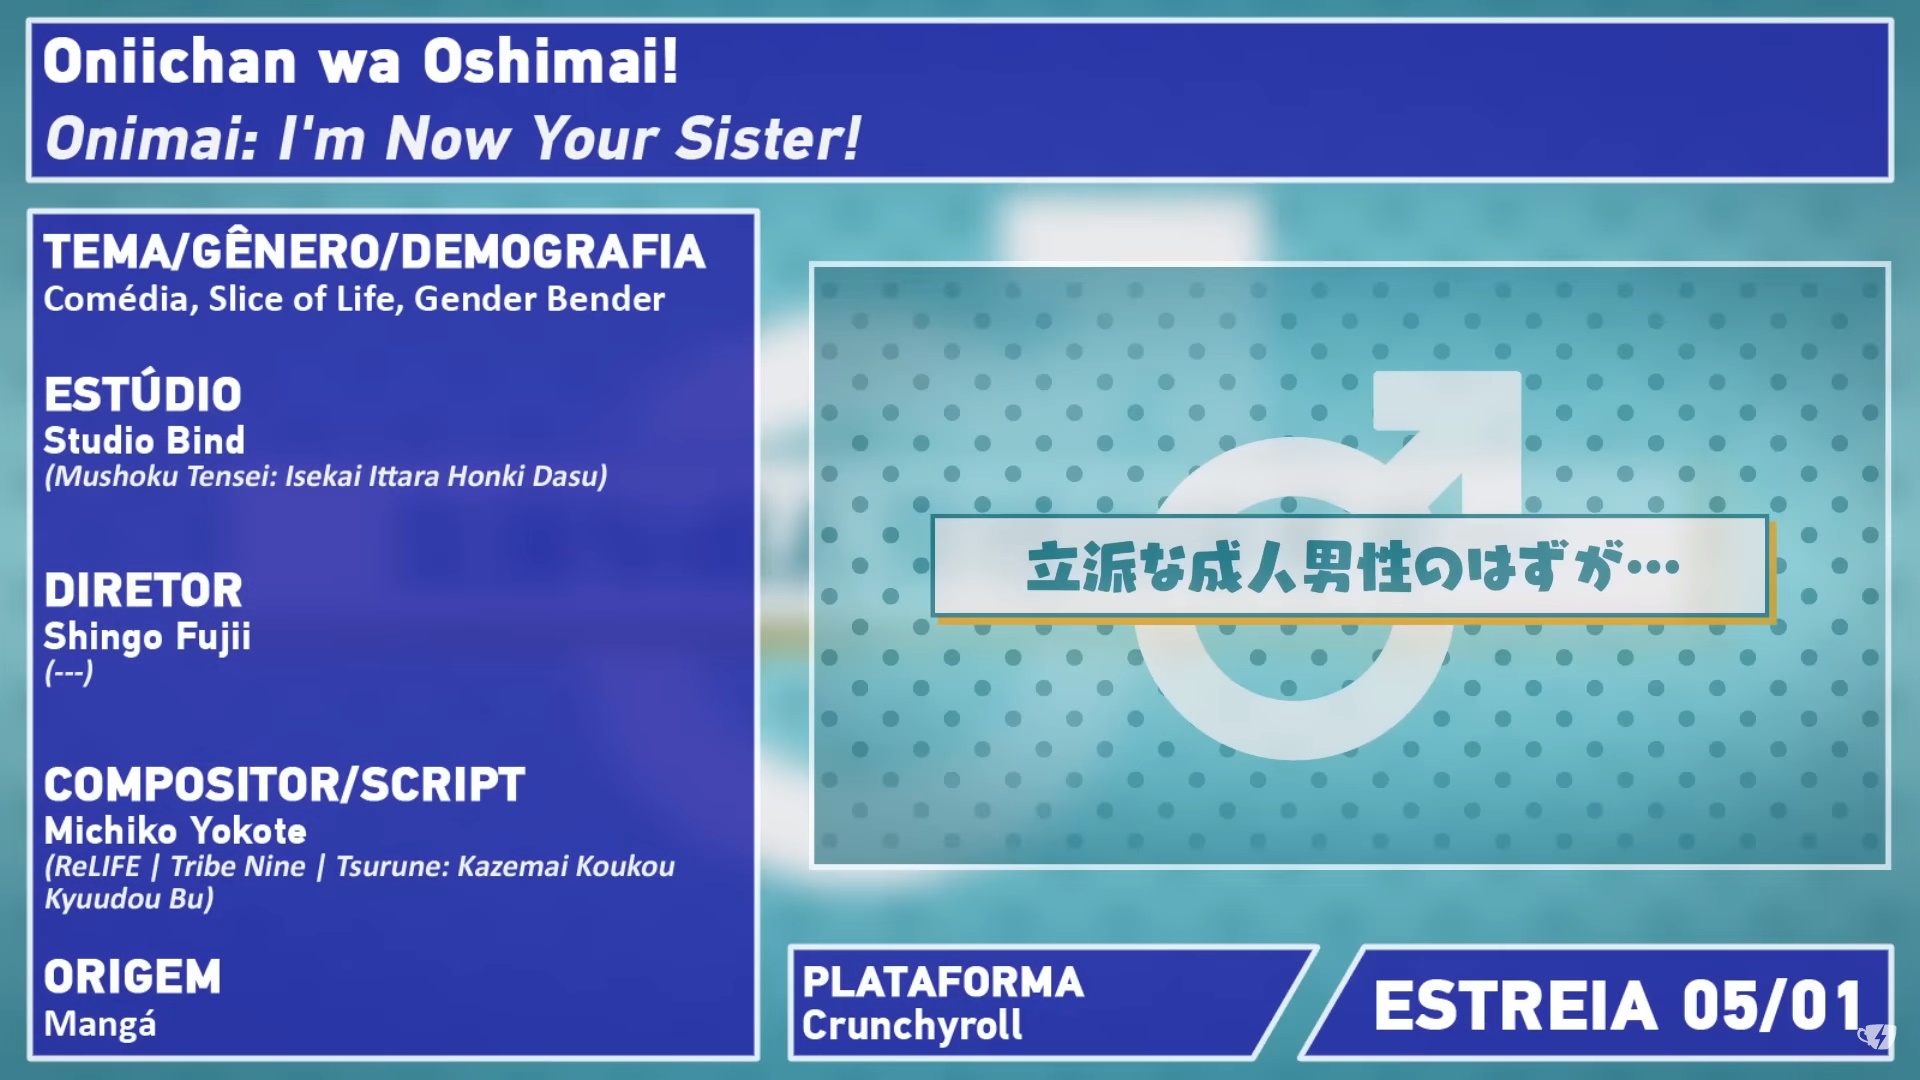 Oniichan wa Oshimai!
Onimai: I'm Now Your Sister!
TEMA/GÊNERO/DEMOGRAFIA
Comédia, Slice of Life, Gender Bender
ESTÚDIO
Studio Bind
(Mushoku Tensei: Isekai Ittara Honki Dasu)
DIRETOR
Shingo Fujii
(---)
COMPOSITOR/SCRIPT
Michiko Yokote
(ReLIFE | Tribe Nine | Tsurune: Kazemai Koukou
Kyuudou Bu)
ORIGEM
Mangá
立派な成人男性のはずが…
PLATAFORMA
Crunchyroll
ESTREIA 05/01